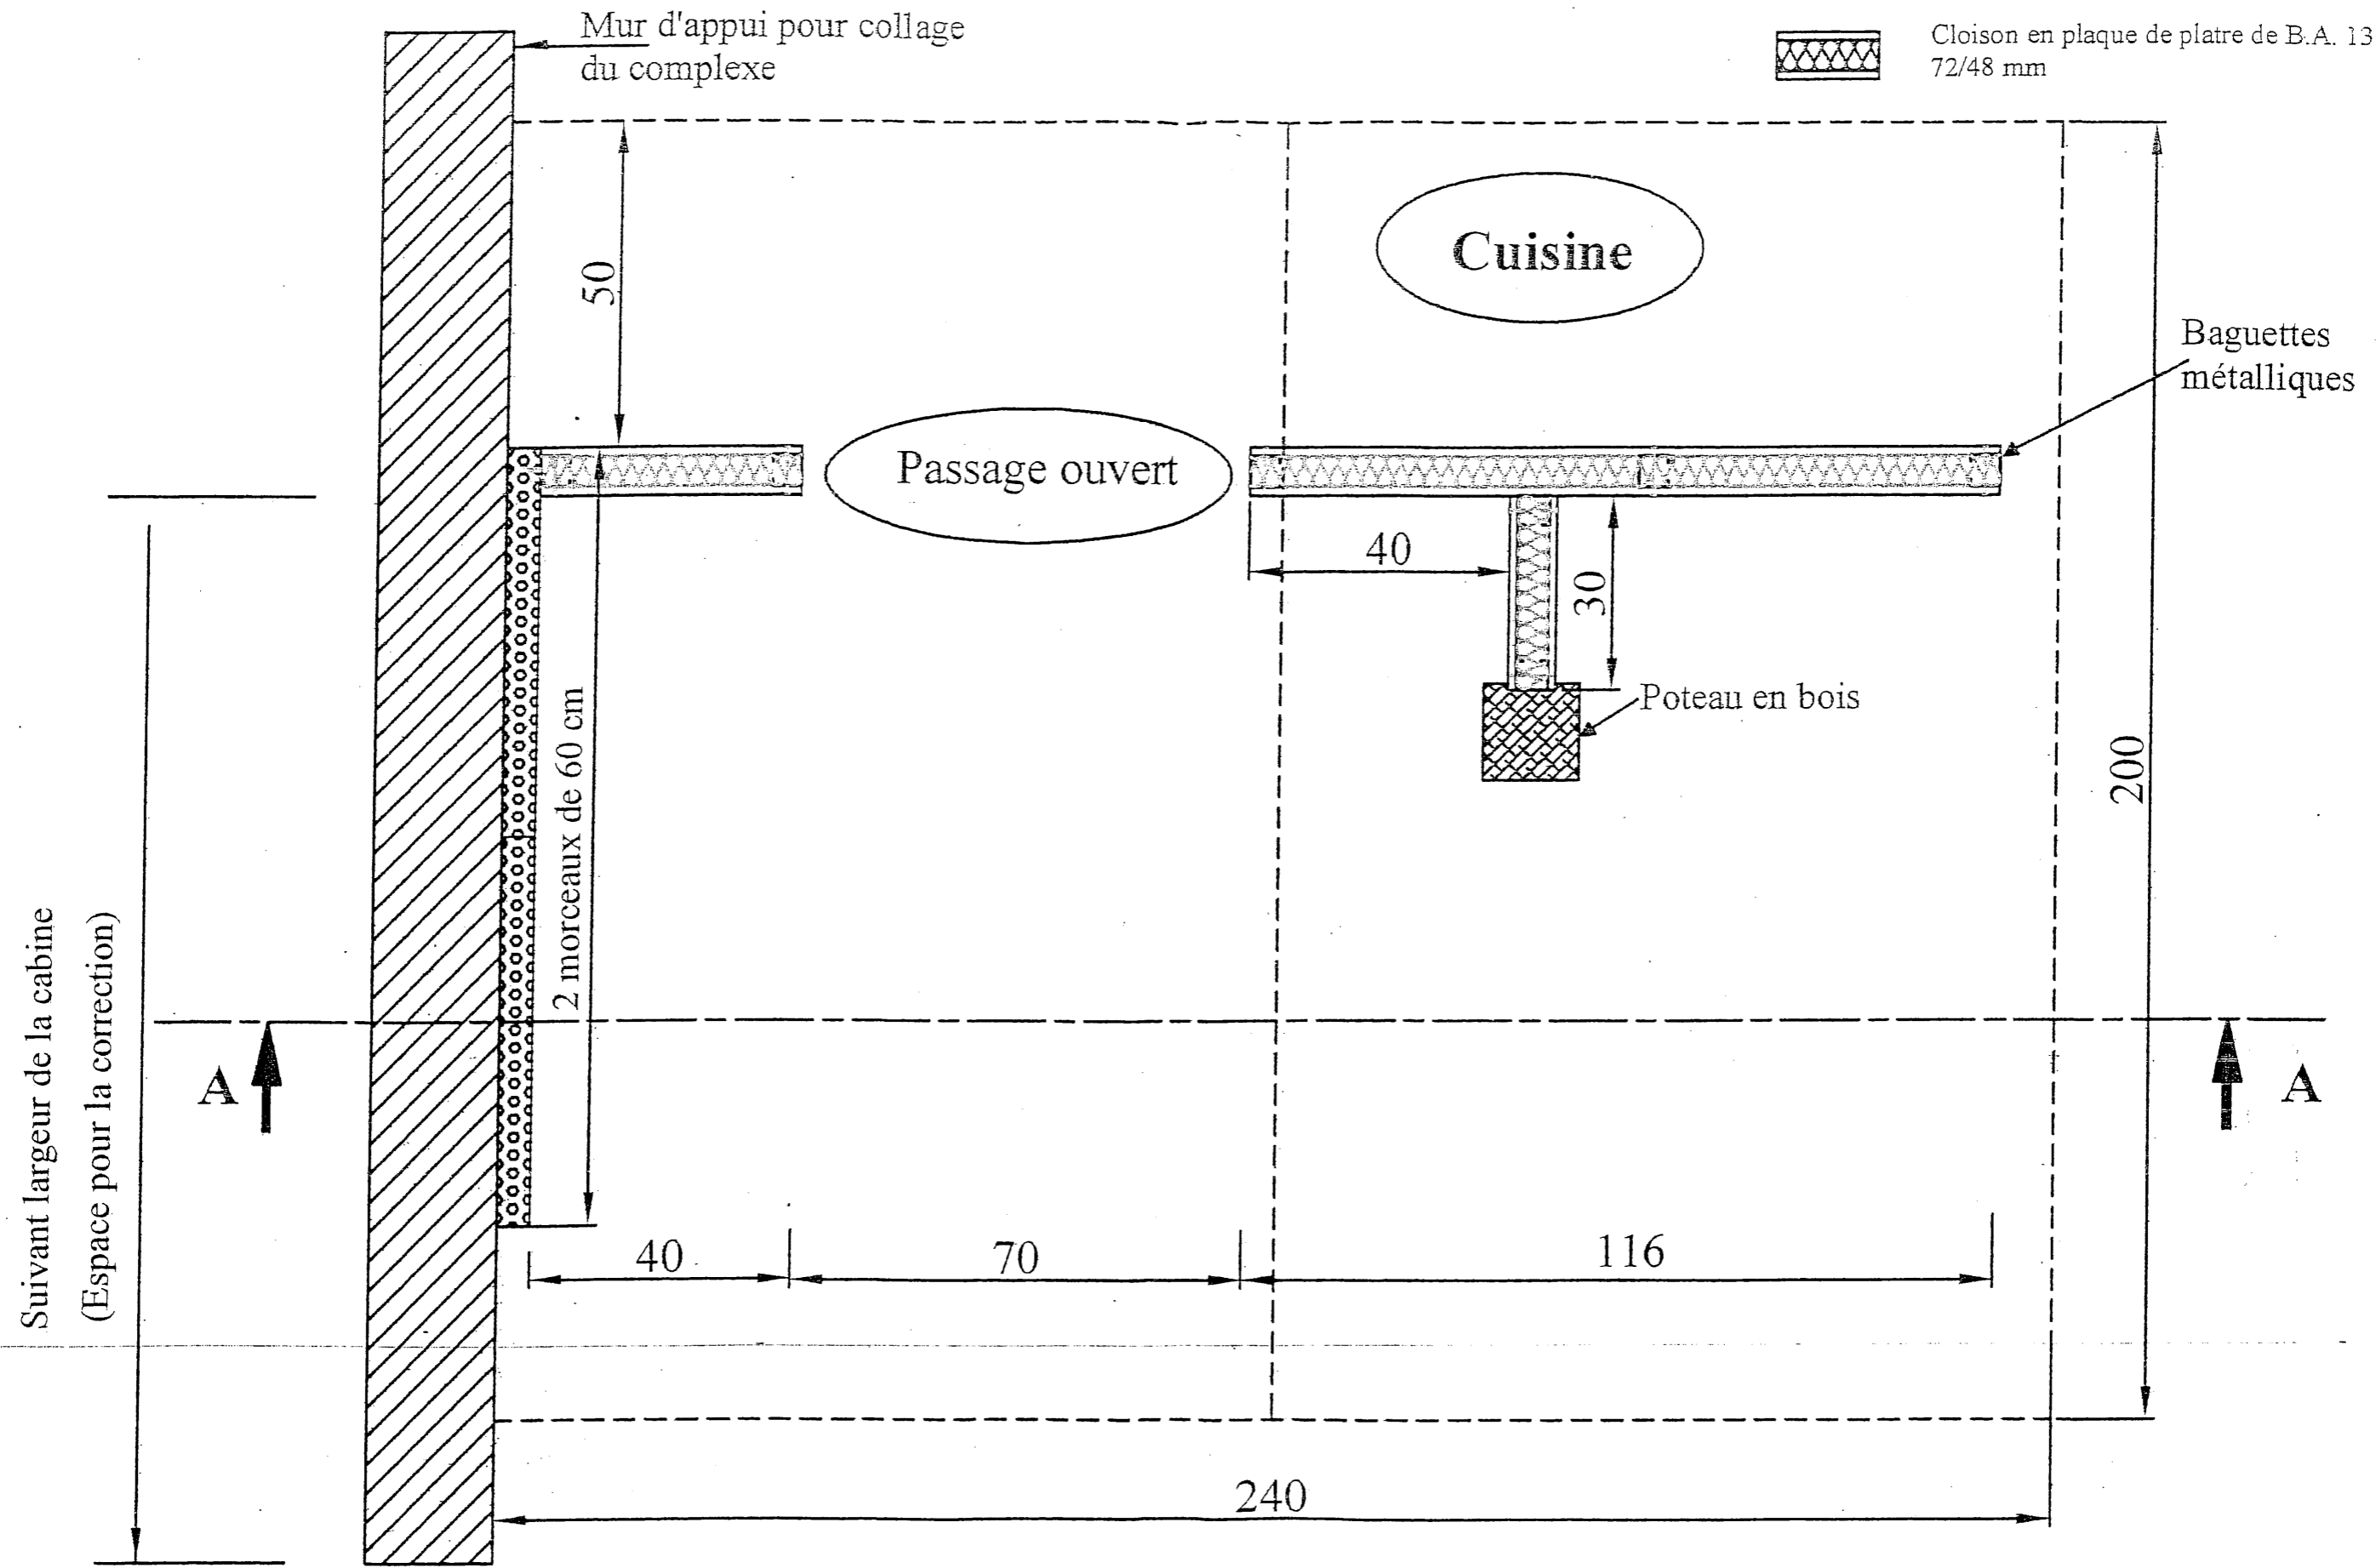 Mur d'appui pour collage
du complexe
Cloison en plaque de platre de B.A. 13
72/48 mm
Cuisine
50
Baguettes
métalliques
Passage ouvert
40
30
Poteau en bois
200
2 morceaux de 60 cm
Suivant largeur de la cabine
(Espace pour la correction)
A
A
40
70
116
240